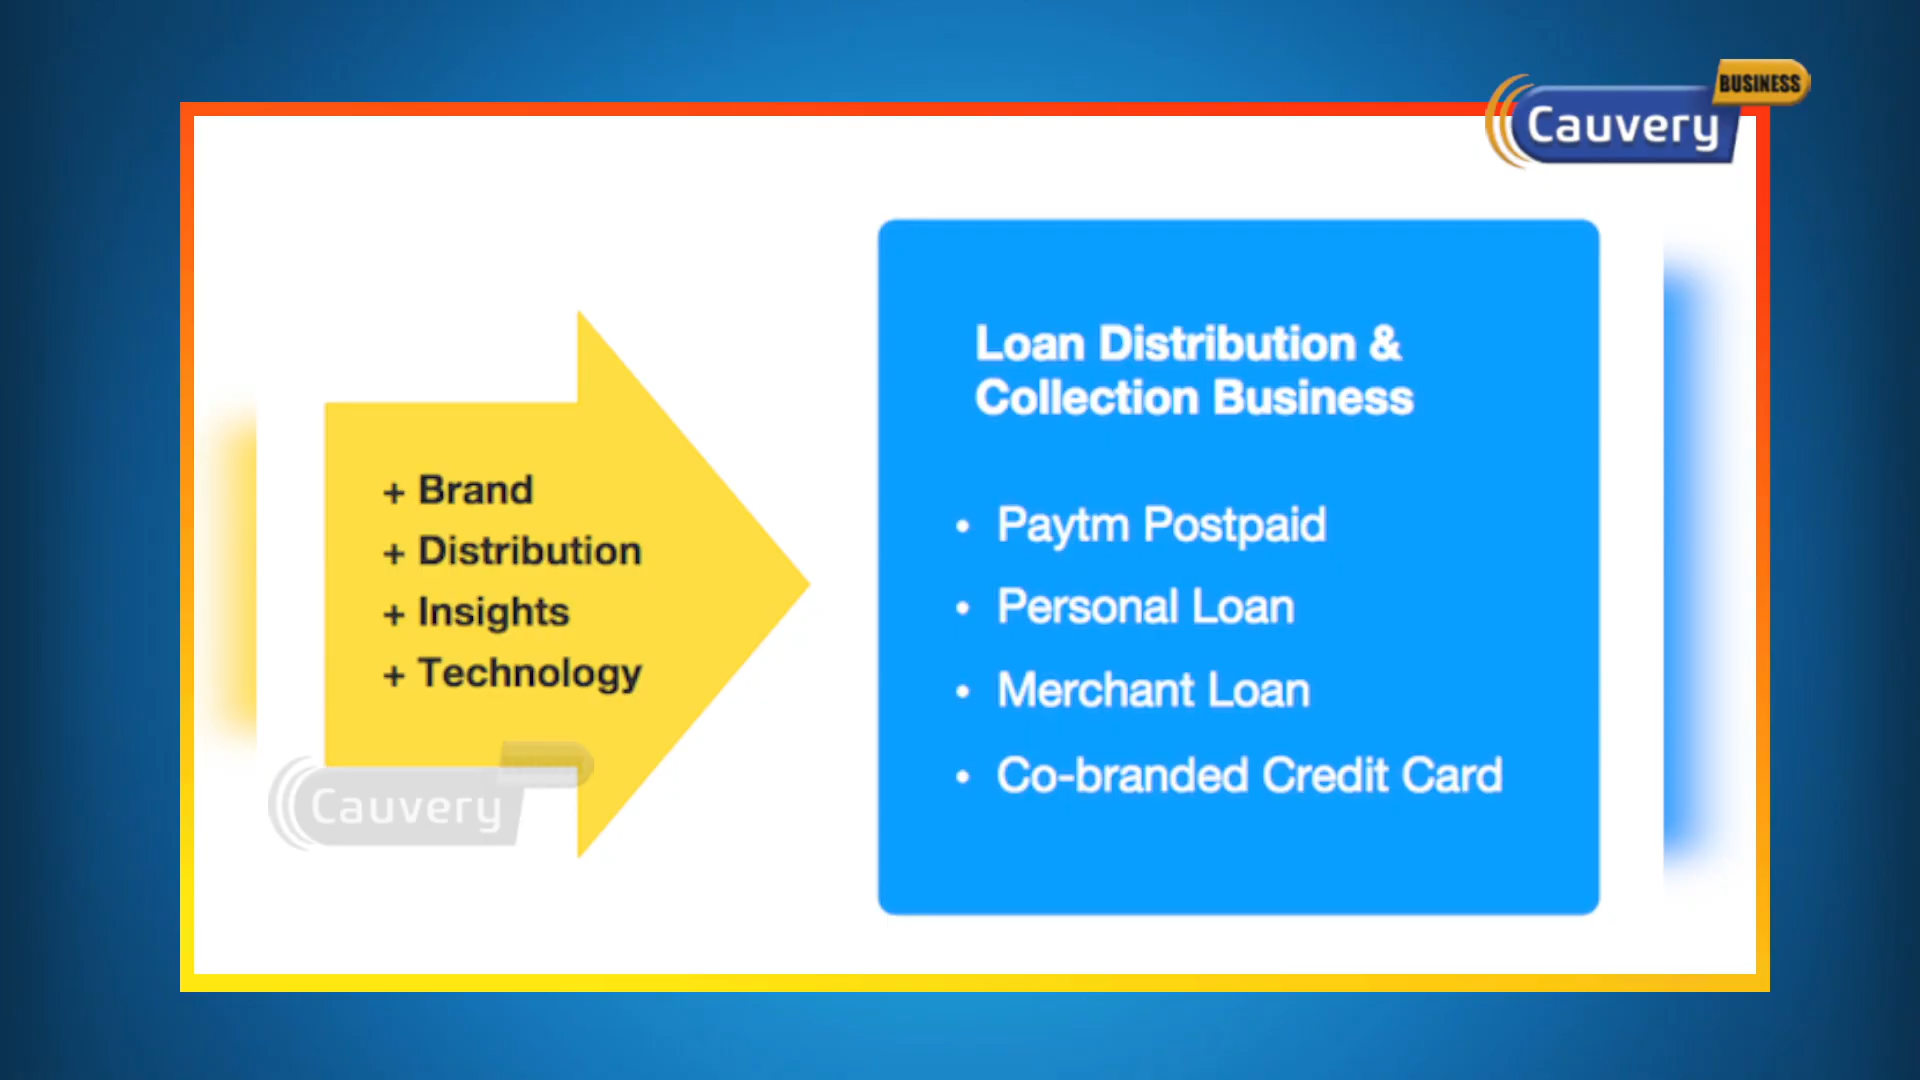 BUSINESS
Cauvery
Loan Distribution &
Collection Business
+ Brand
+ Distribution
+ Insights
+ Technology
• Paytm Postpaid
• Personal Loan
• Merchant Loan
• Co-branded Credit Card
Cauvery